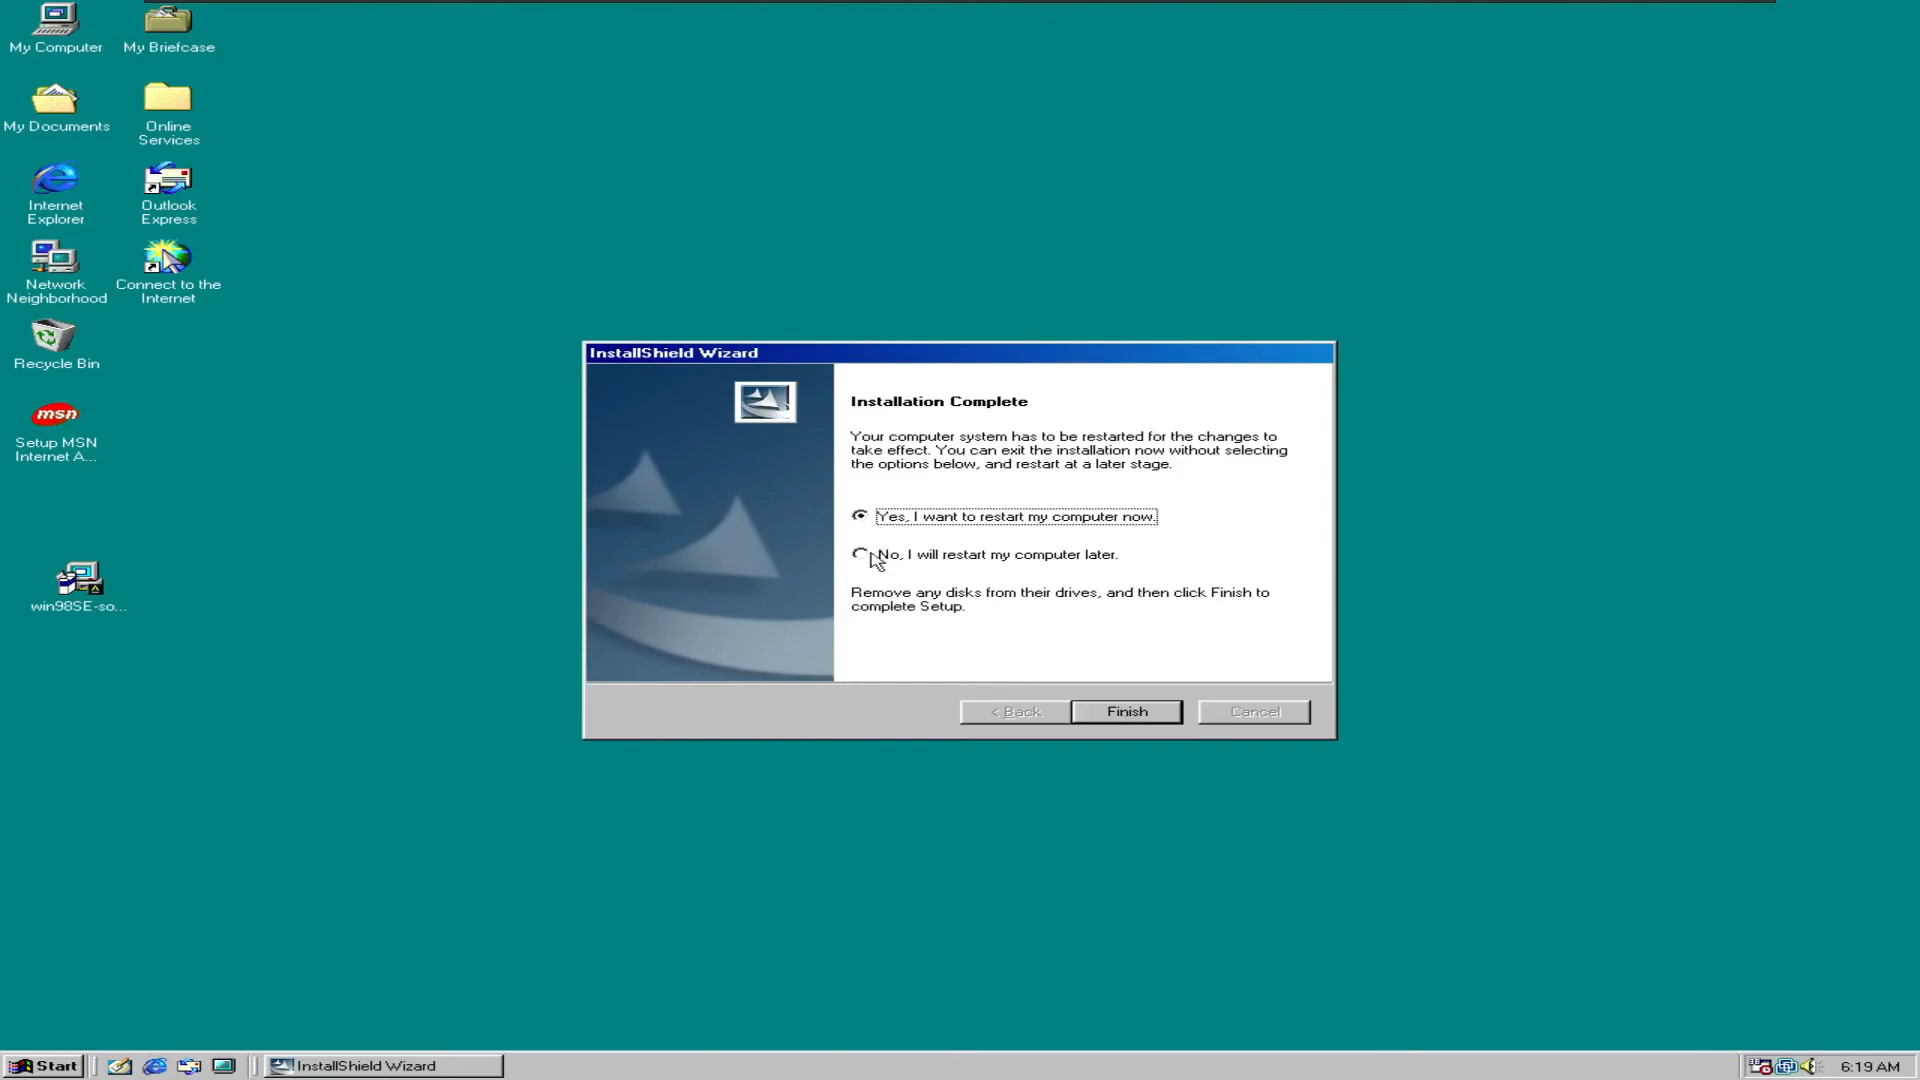 My Computer
My Briefcase
My Documents
Online
Services
Internet
Explorer
Outlook
Express
Network
Neighborhood
Connect to the
Internet
Recycle Bin
msn
Setup MSN
Internet A...
win98SE-so...
InstallShield Wizard
Installation Complete
Your computer system has to be restarted for the changes to
take effect. You can exit the installation now without selecting
the options below, and restart at a later stage.
Yes, I want to restart my computer now.
No, I will restart my computer later.
Remove any disks from their drives, and then click Finish to
complete Setup.
< Back
Finish
Cancel
Start
InstallShield Wizard
6:19 AM